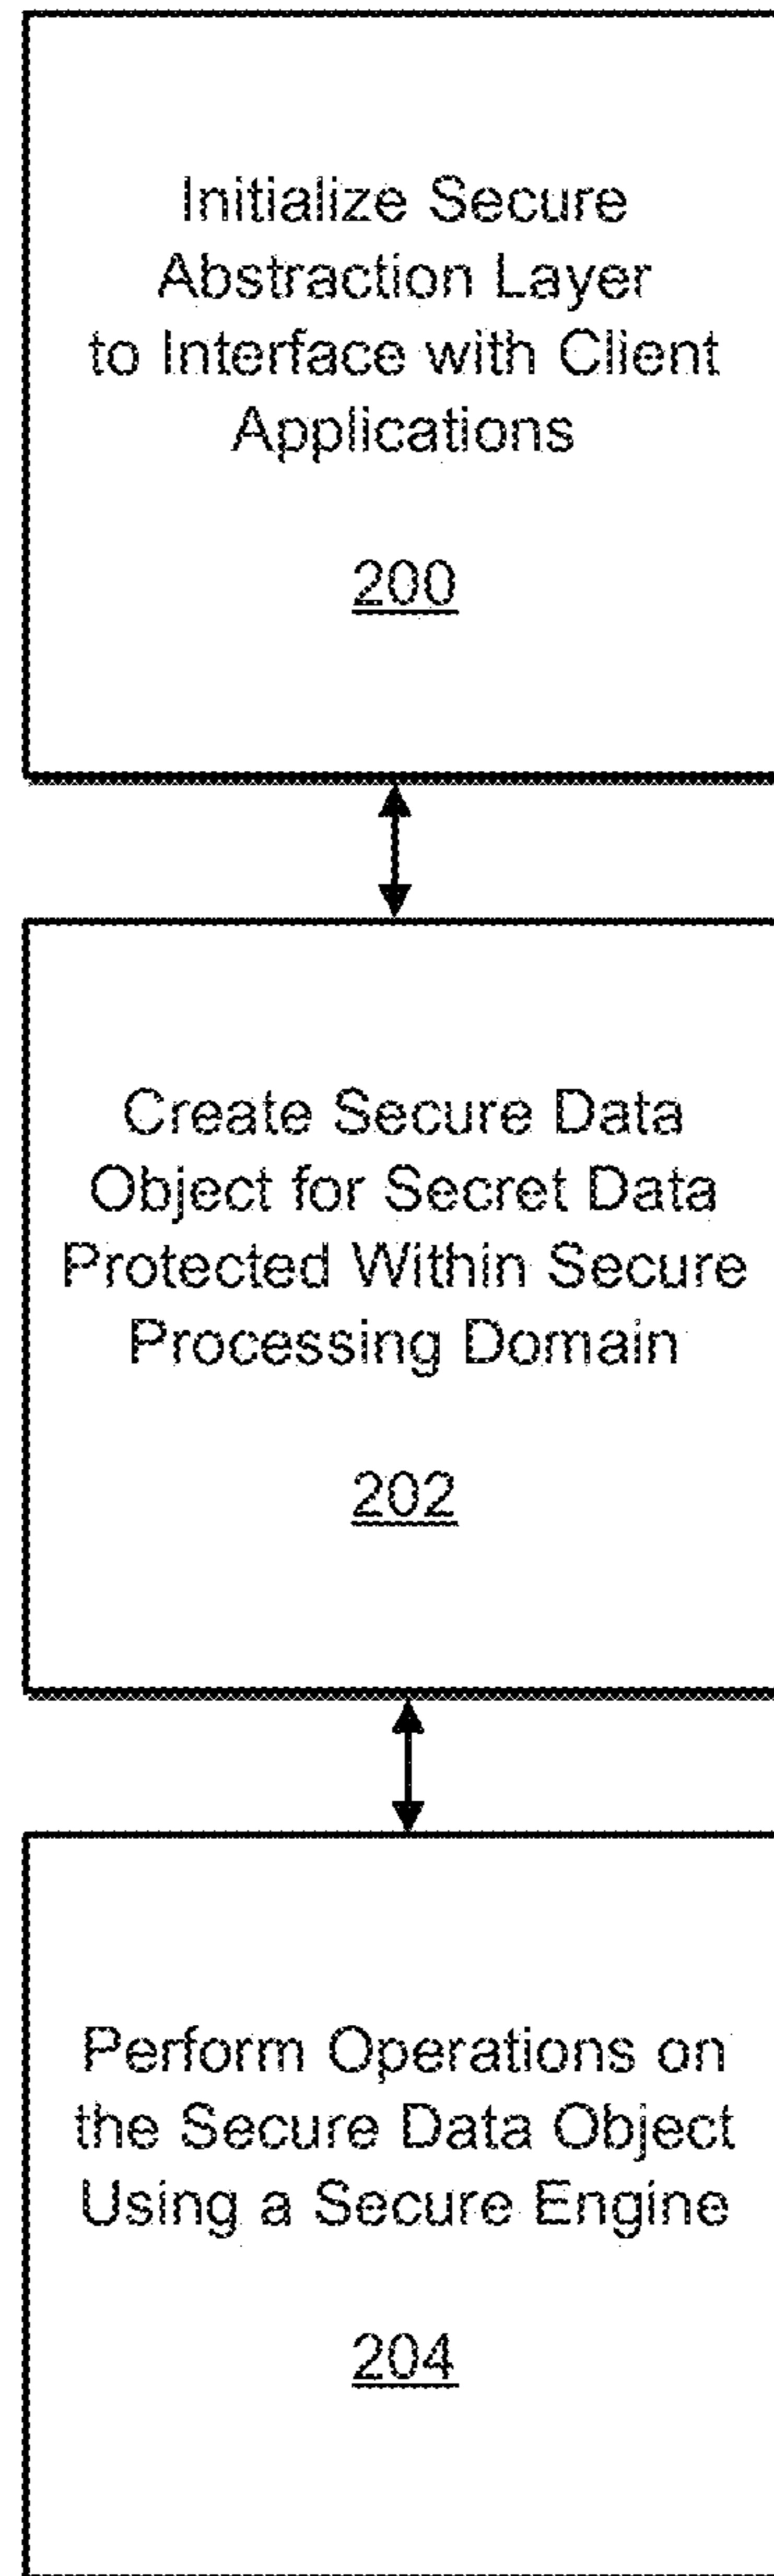 Initialize Secure
Abstraction Layer
to Interface with Client
Applications
200
Create Secure Data
Object for Secret Data
Protected Within Secure
Processing Domain
202
Perform Operations on
the Secure Data Object
Using a Secure Engine
204